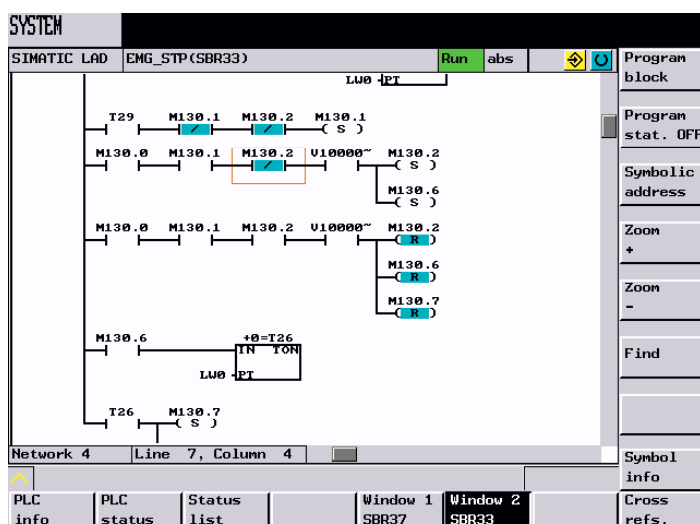 SYSTEM
SIMATIC LAD EMG_STP(SBR33) Run abs
LW0 PT
T29 M130.1 M130.2 M130.1
/ / ( S )
M130.0 M130.1 M130.2 V10000~ M130.2
/ ( S )
M130.6
( S )
M130.0 M130.1 M130.2 V10000~ M130.2
( R )
M130.6
( R )
M130.7
( R )
M130.6 +0=T26
IN TON
LW0 PT
T26 M130.7
( S )
Network 4 Line 7, Column 4
Program
block
Program
stat. OFF
Symbolic
address
Zoom
+
Zoom
-
Find
Symbol
info
Cross
refs.
PLC
info
PLC
status
Status
list
Window 1
SBR37
Window 2
SBR33